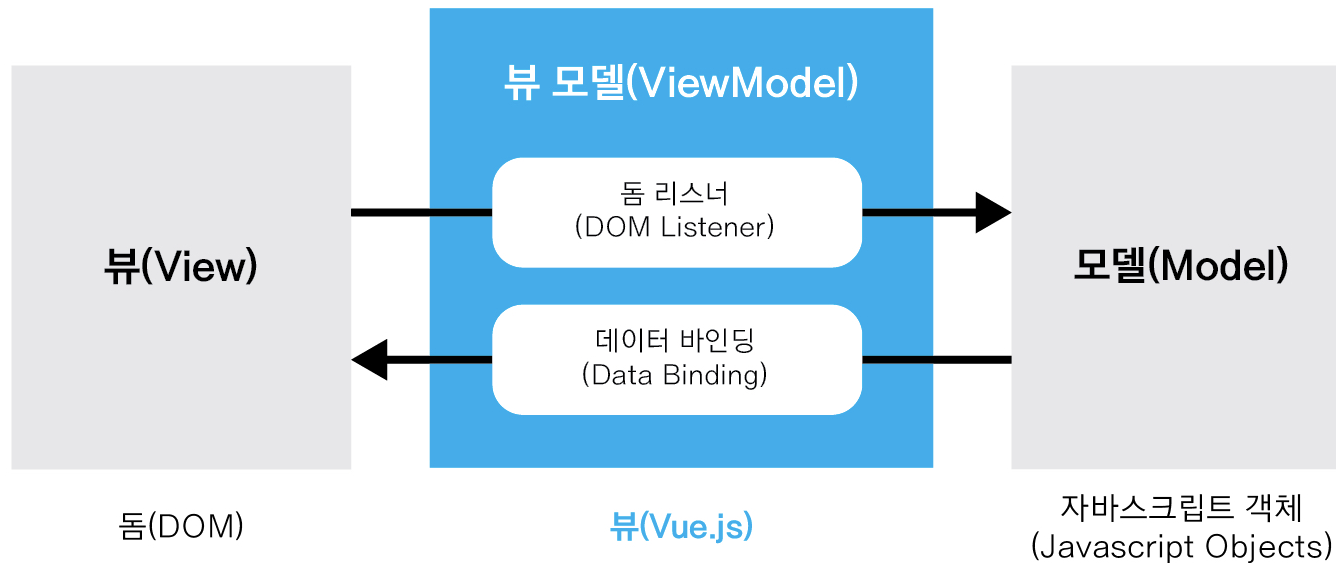 뷰 모델(ViewModel)
돔 리스너
(DOM Listener)
뷰(View)
모델(Model)
데이터 바인딩
(Data Binding)
돔(DOM)
뷰(Vue.js)
자바스크립트 객체
(Javascript Objects)